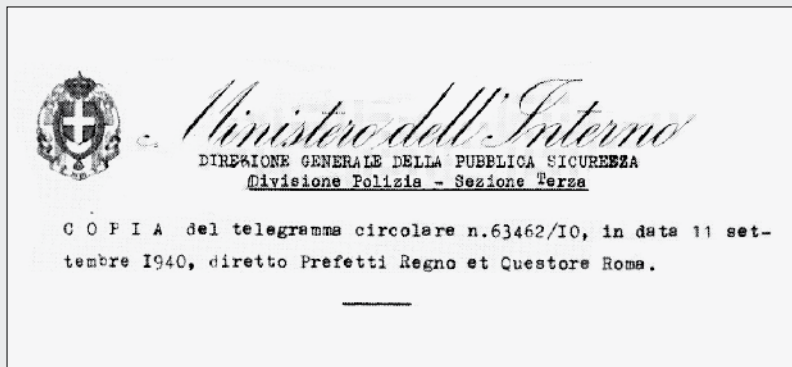 Ministero dell'Interno
DIREZIONE GENERALE DELLA PUBBLICA SICUREZZA
Divisione Polizia - Sezione Terza
C O P I A del telegramma circolare n.63462/IO, in data 11 set-
tembre I940, diretto Prefetti Regno et Questore Roma.